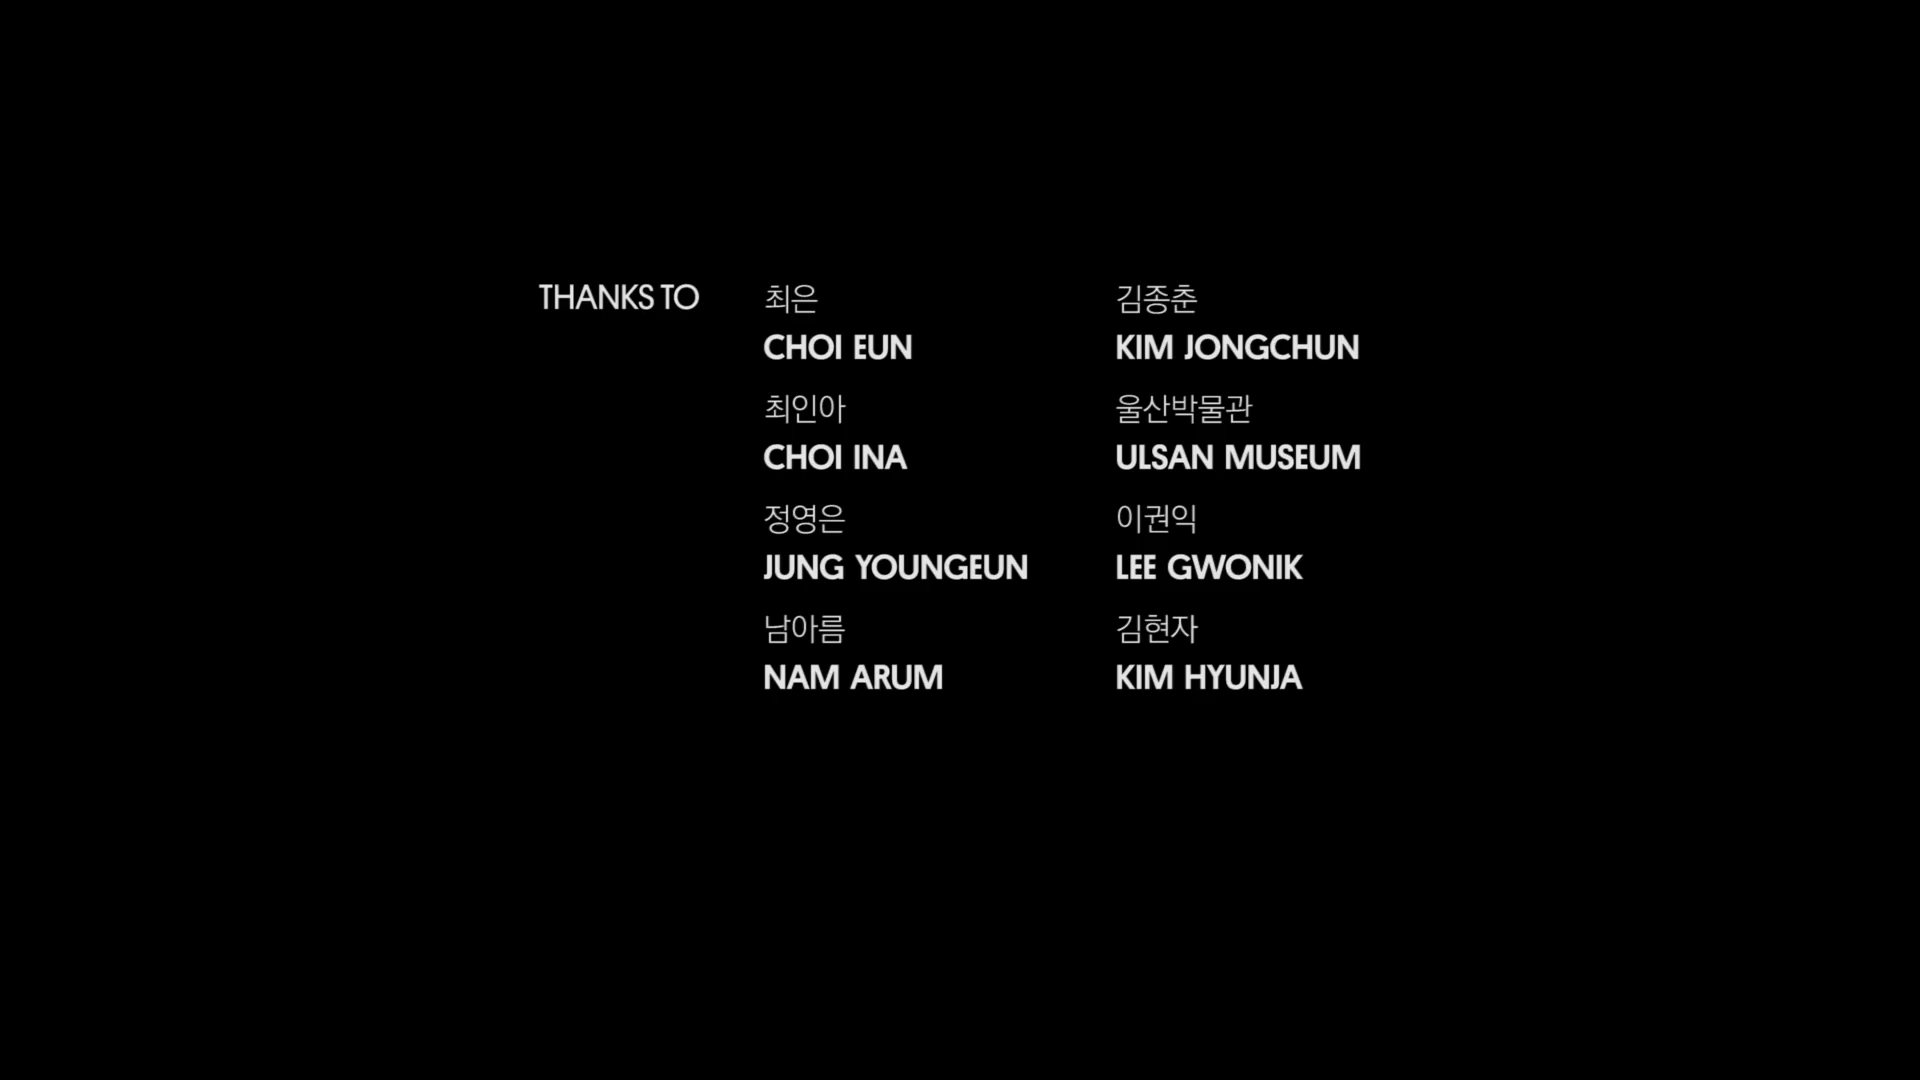 THANKS TO
최은
CHOI EUN
최인아
CHOI INA
정영은
JUNG YOUNGEUN
남아름
NAM ARUM
김종춘
KIM JONGCHUN
울산박물관
ULSAN MUSEUM
이권익
LEE GWONIK
김현자
KIM HYUNJA